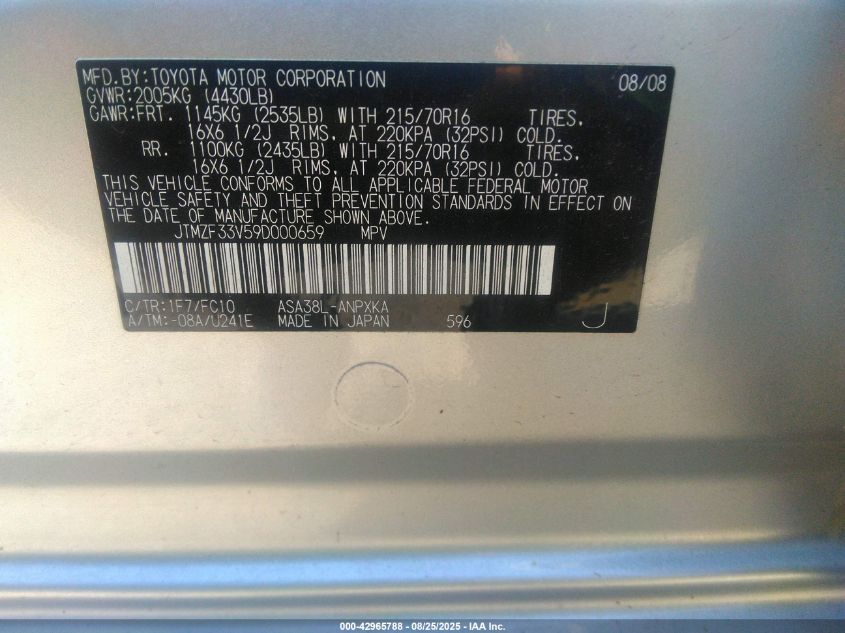 MFD.BY:TOYOTA MOTOR CORPORATION 08/08
GVWR:2005KG (4430LB)
GAWR:FRT. 1145KG (2535LB) WITH 215/70R16 TIRES,
16X6 1/2J RIMS, AT 220KPA (32PSI) COLD.
RR. 1100KG (2435LB) WITH 215/70R16 TIRES,
16X6 1/2J RIMS, AT 220KPA (32PSI) COLD.
THIS VEHICLE CONFORMS TO ALL APPLICABLE FEDERAL MOTOR
VEHICLE SAFETY AND THEFT PREVENTION STANDARDS IN EFFECT ON
THE DATE OF MANUFACTURE SHOWN ABOVE.
JTMZF33V59D000659 MPV
C/TR:1F7/FC10 ASA38L-ANPXKA
A/TM:-08A/U241E MADE IN JAPAN 596 J
000-42965788 - 08/25/2025 - IAA Inc.